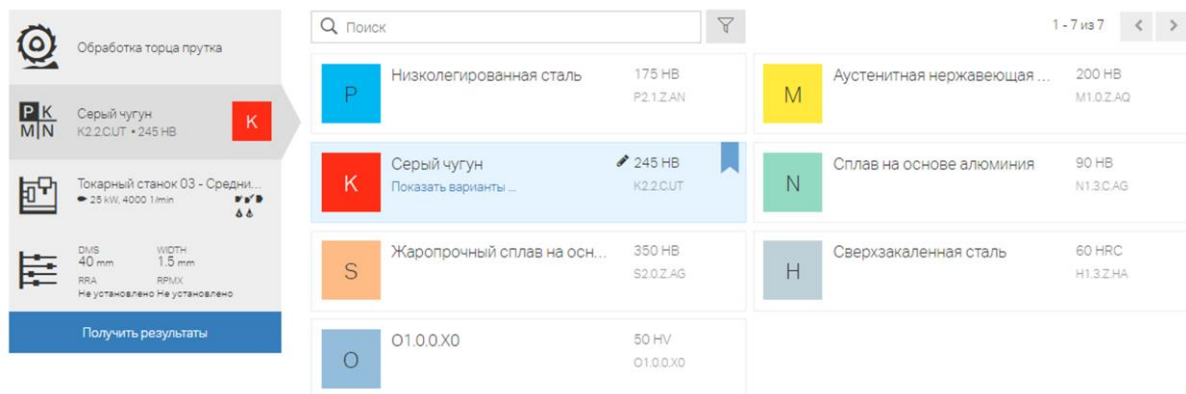 Обработка торца прутка
P K
M N
Серый чугун
K2.2.C.UT • 245 HB
K
Токарный станок 03 - Средни...
25 kW, 4000 1/min
DMS WIDTH
40 mm 1.5 mm
RRA RPMX
Не установлено Не установлено
Получить результаты
Поиск
1 - 7 из 7
P
Низколегированная сталь 175 HB
P2.1.Z.AN
M
Аустенитная нержавеющая ... 200 HB
M1.0.Z.AQ
K
Серый чугун 245 HB
Показать варианты ... K2.2.C.UT
N
Сплав на основе алюминия 90 HB
N1.3.C.AG
S
Жаропрочный сплав на осн... 350 HB
S2.0.Z.AG
H
Сверхзакаленная сталь 60 HRC
H1.3.Z.HA
O
O1.0.0.X0 50 HV
O1.0.0.X0